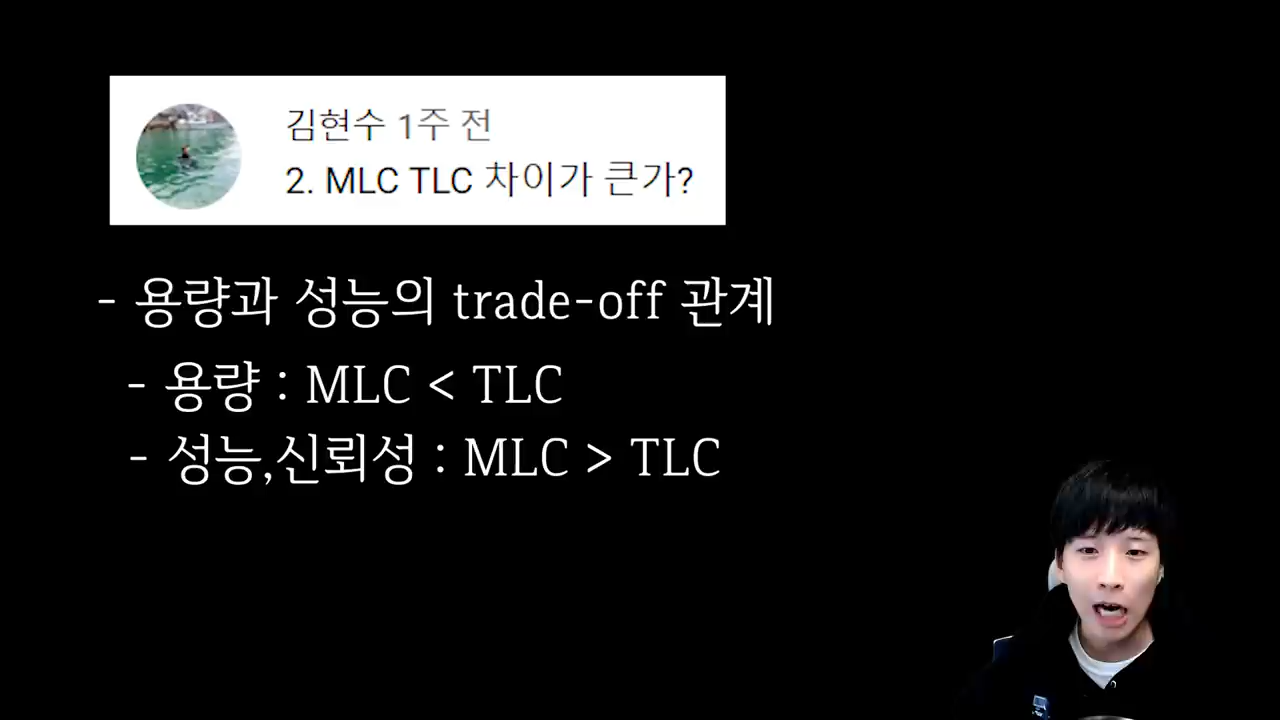 김현수 1주 전
2. MLC TLC 차이가 큰가?
- 용량과 성능의 trade-off 관계
- 용량 : MLC < TLC
- 성능,신뢰성 : MLC > TLC